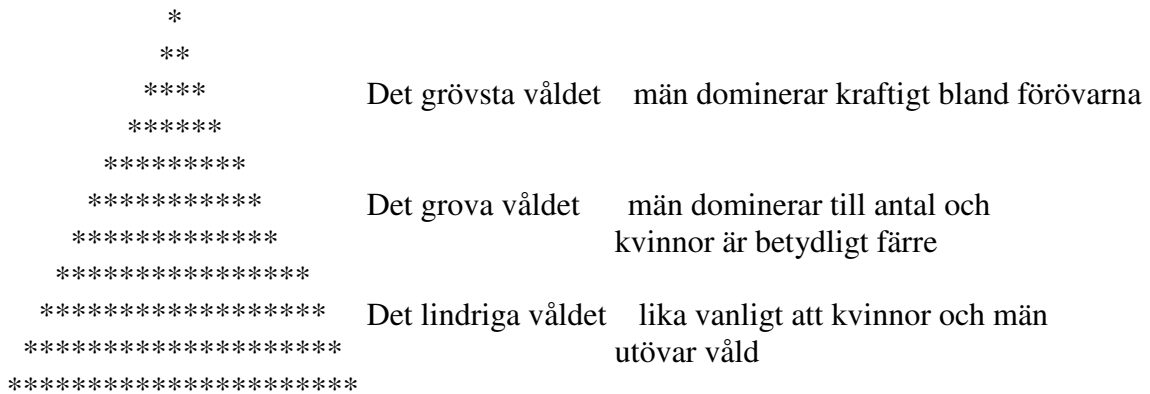 *
**
**** Det grövsta våldet män dominerar kraftigt bland förövarna
******
*********
*********** Det grova våldet män dominerar till antal och
************* kvinnor är betydligt färre
****************
****************** Det lindriga våldet lika vanligt att kvinnor och män
******************** utövar våld
**********************